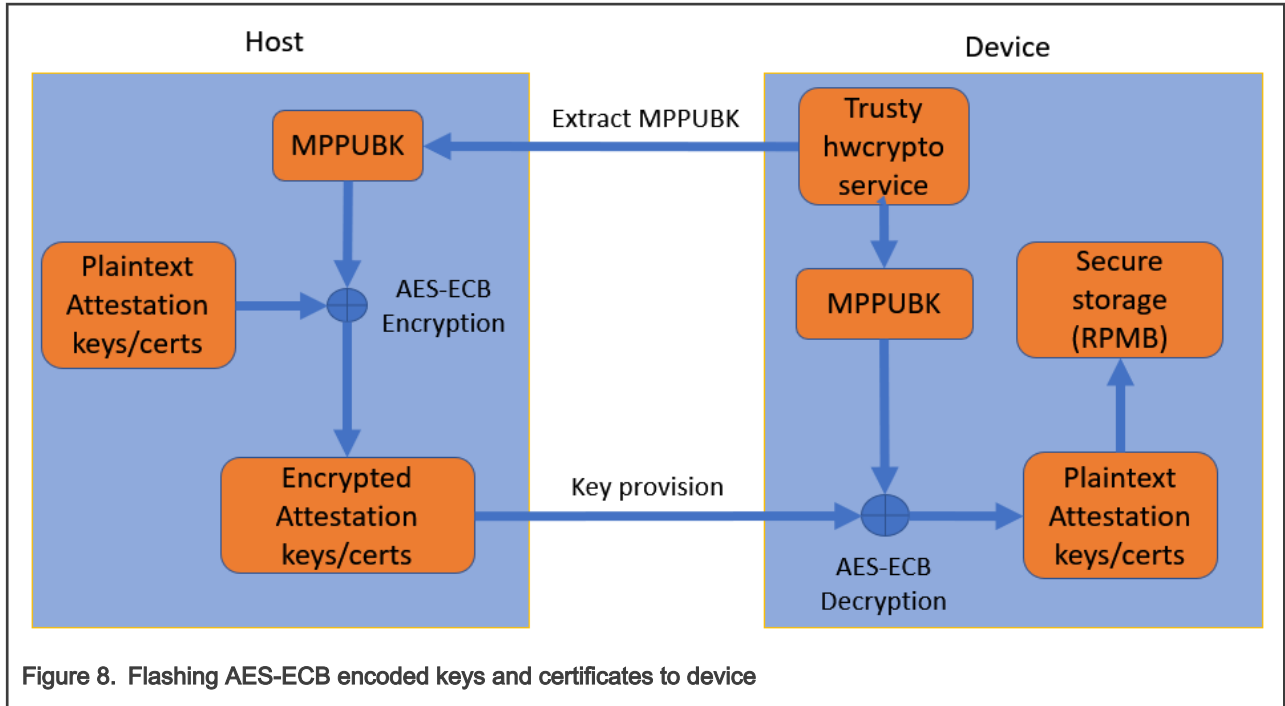 Host
Device
Extract MPPUBK
MPPUBK
Trusty
hwcrypto
service
Plaintext
Attestation
keys/certs
AES-ECB
Encryption
MPPUBK
Secure
storage
(RPMB)
Encrypted
Attestation
keys/certs
Key provision
Plaintext
Attestation
keys/certs
AES-ECB
Decryption
Figure 8. Flashing AES-ECB encoded keys and certificates to device